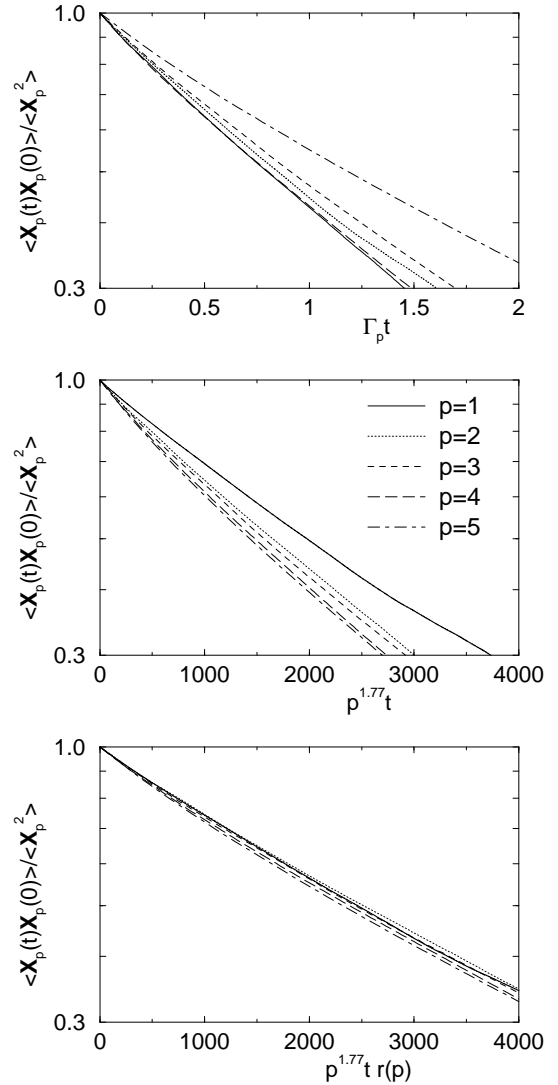 1.0
<X_p(t)X_p(0)>/<X_p^2>
0.3
0 0.5 1 1.5 2
Γ_p t
1.0
p=1
p=2
p=3
p=4
p=5
<X_p(t)X_p(0)>/<X_p^2>
0.3
0 1000 2000 3000 4000
p^1.77 t
1.0
<X_p(t)X_p(0)>/<X_p^2>
0.3
0 1000 2000 3000 4000
p^1.77 t r(p)